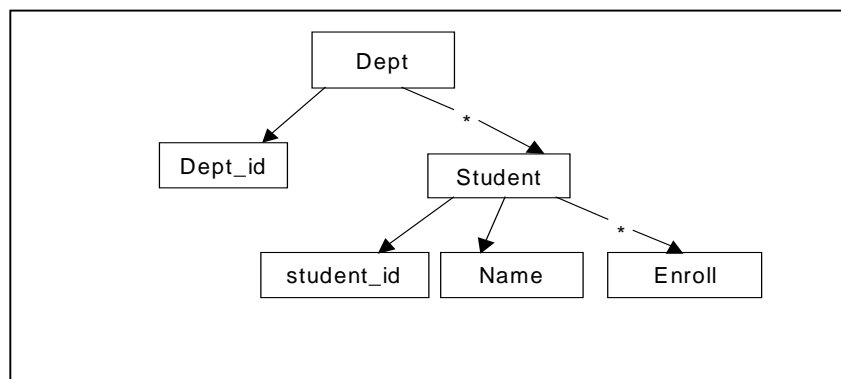 Dept
*
Dept_id
Student
*
student_id Name Enroll